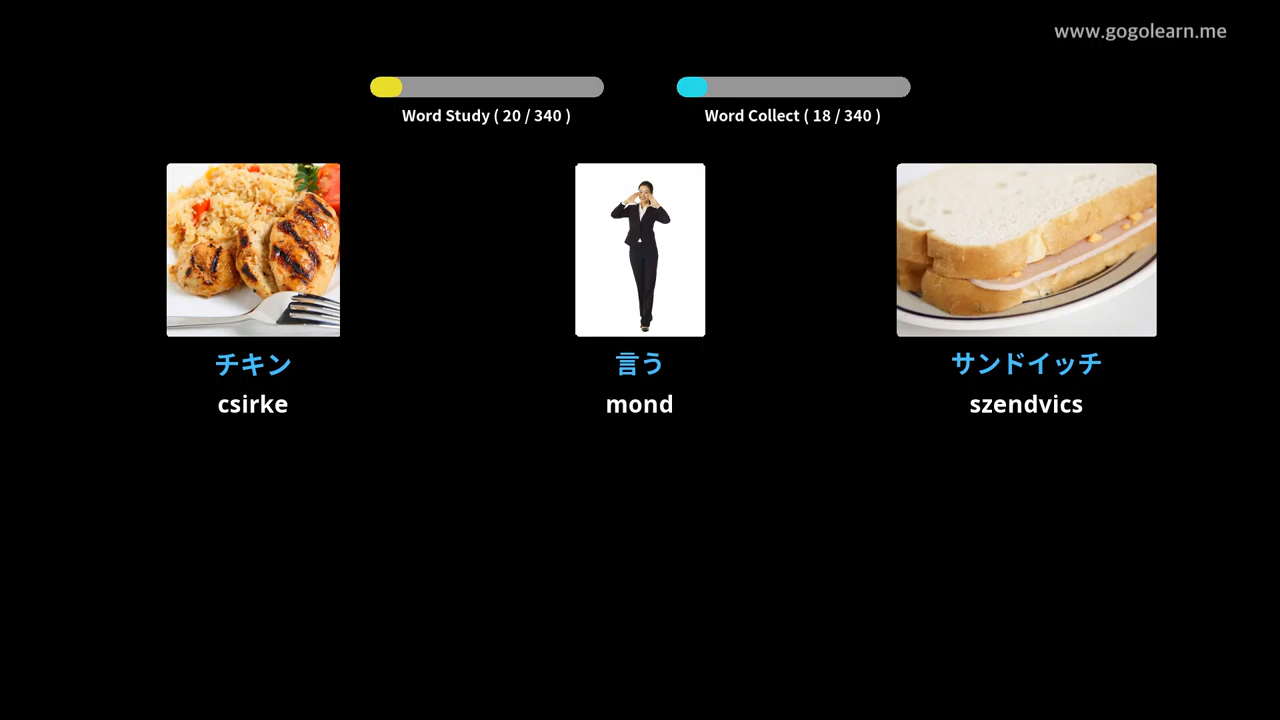 www.gogolearn.me
Word Study ( 20 / 340 )
Word Collect ( 18 / 340 )
チキン
言う
サンドイッチ
csirke
mond
szendvics